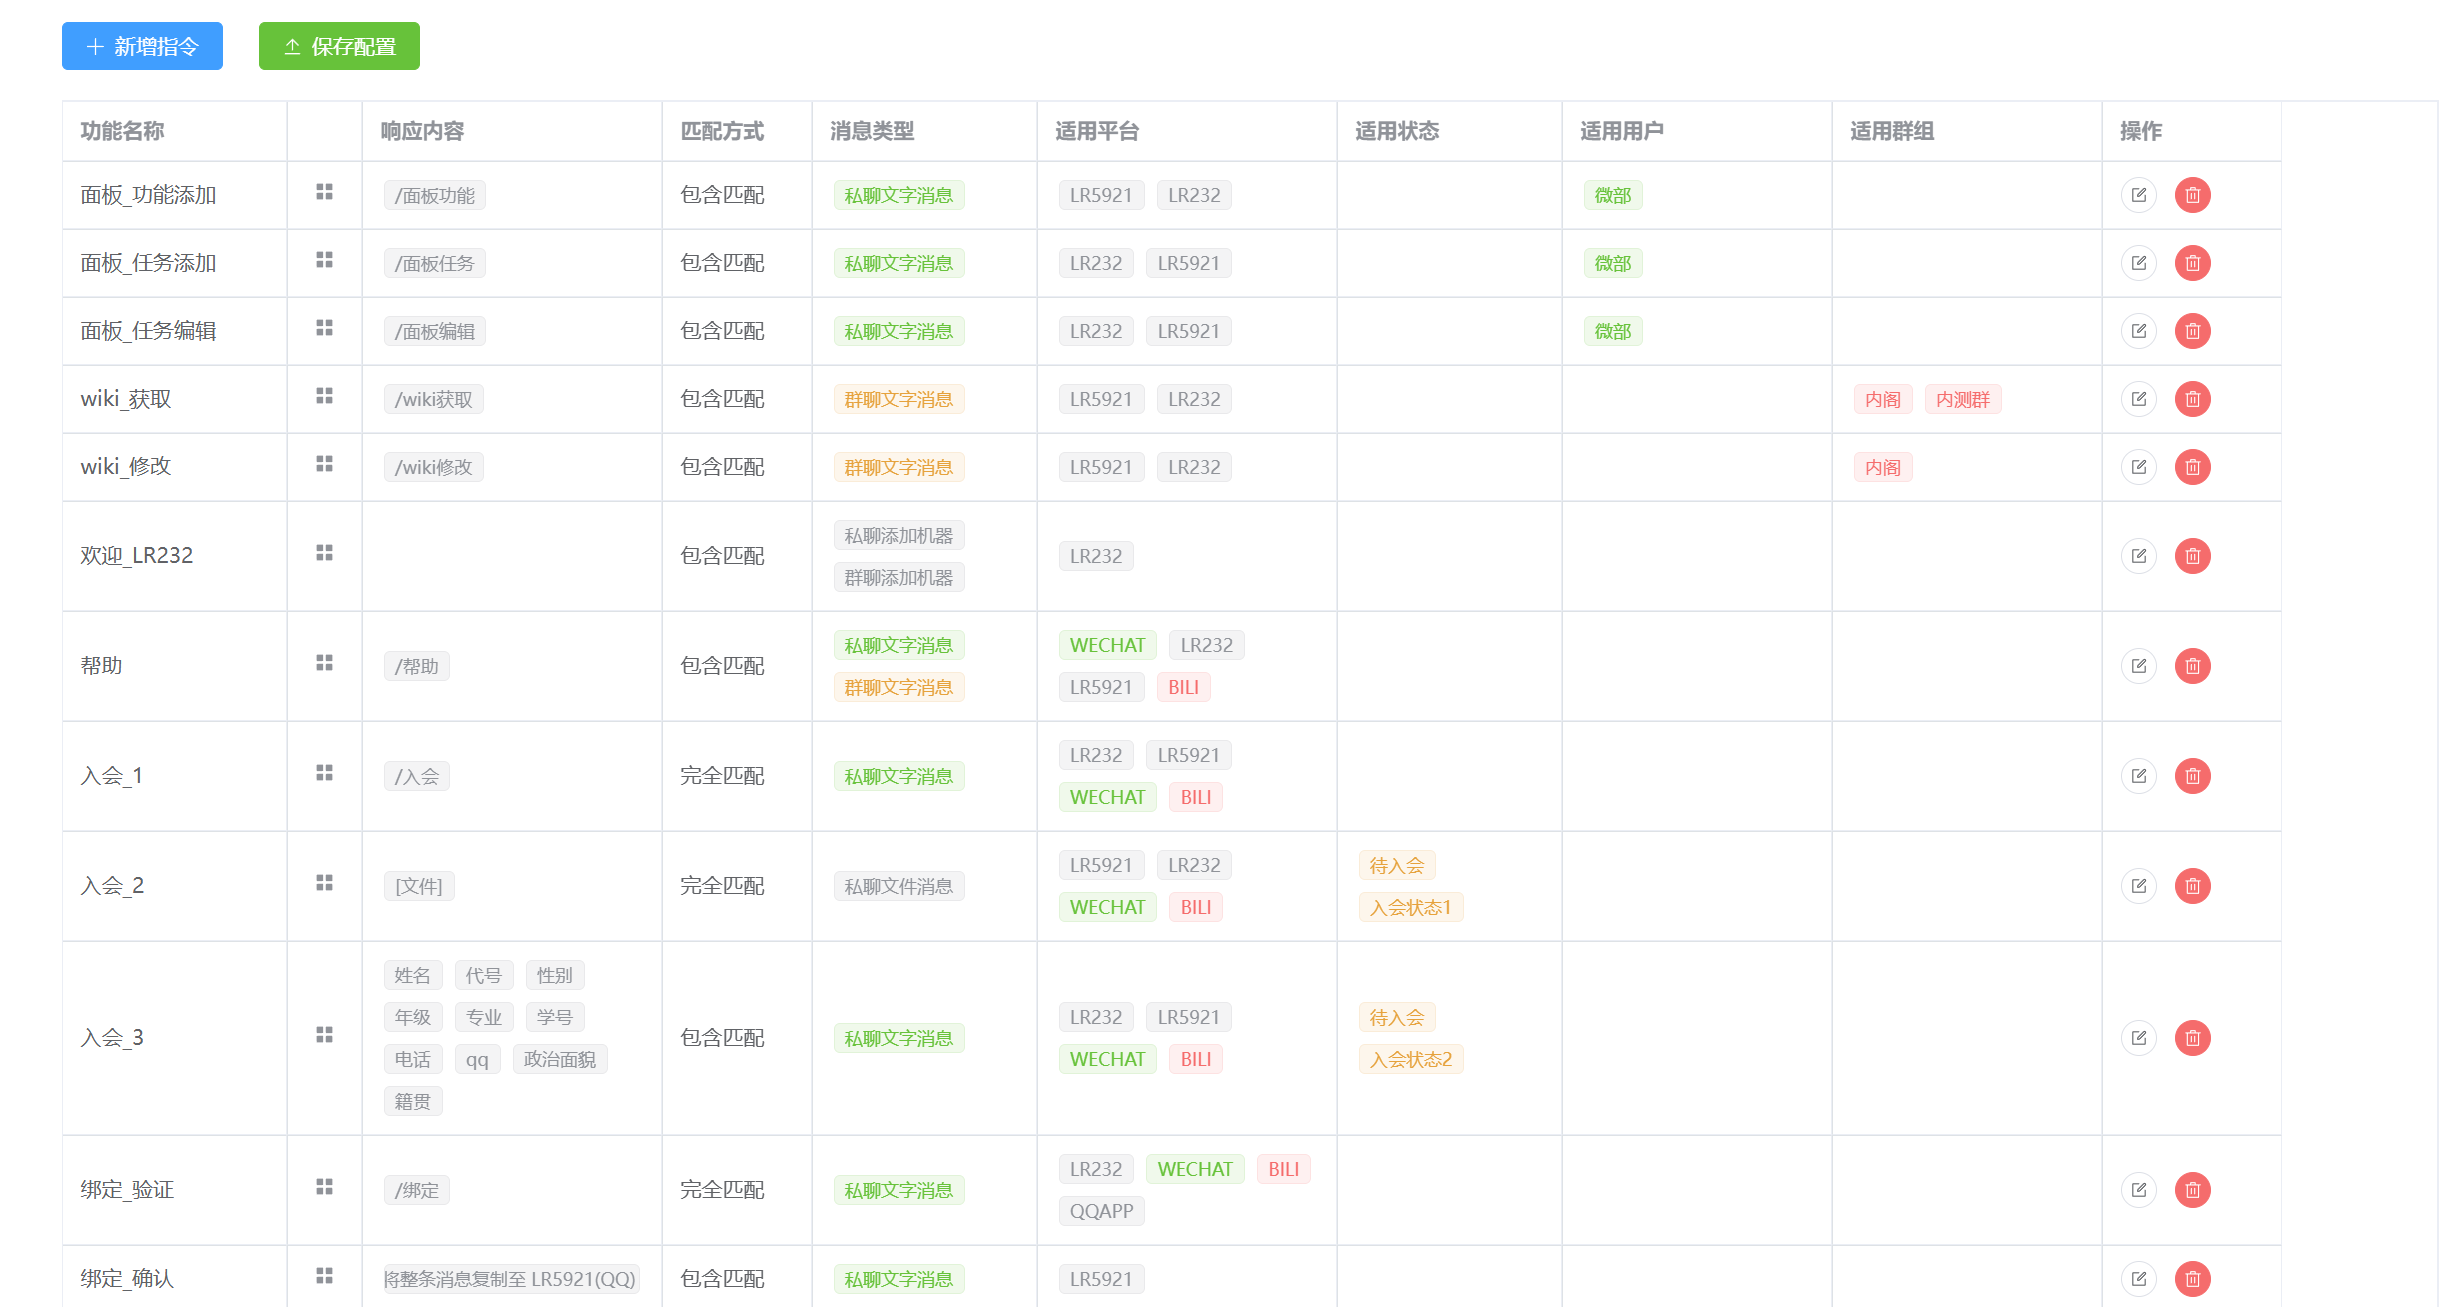 新增指令 保存配置
功能名称 响应内容 匹配方式 消息类型 适用平台 适用状态 适用用户 适用群组 操作
面板_功能添加 /面板功能 包含匹配 私聊文字消息 LR5921 LR232 微部
面板_任务添加 /面板任务 包含匹配 私聊文字消息 LR232 LR5921 微部
面板_任务编辑 /面板编辑 包含匹配 私聊文字消息 LR232 LR5921 微部
wiki_获取 /wiki获取 包含匹配 群聊文字消息 LR5921 LR232 内阁 内测群
wiki_修改 /wiki修改 包含匹配 群聊文字消息 LR5921 LR232 内阁
私聊添加机器
欢迎_LR232 包含匹配 LR232
群聊添加机器
私聊文字消息 WECHAT LR232
帮助 /帮助 包含匹配
群聊文字消息 LR5921 BILI
LR232 LR5921
入会_1 /入会 完全匹配 私聊文字消息
WECHAT BILI
LR5921 LR232 待入会
入会_2 [文件] 完全匹配 私聊文件消息
WECHAT BILI 入会状态1
姓名 代号 性别
年级 专业 学号 LR232 LR5921 待入会
入会_3 包含匹配 私聊文字消息
电话 qq 政治面貌 WECHAT BILI 入会状态2
籍贯
LR232 WECHAT BILI
绑定_验证 /绑定 完全匹配 私聊文字消息
QQAPP
绑定_确认 将整条消息复制至 LR5921(QQ) 包含匹配 私聊文字消息 LR5921